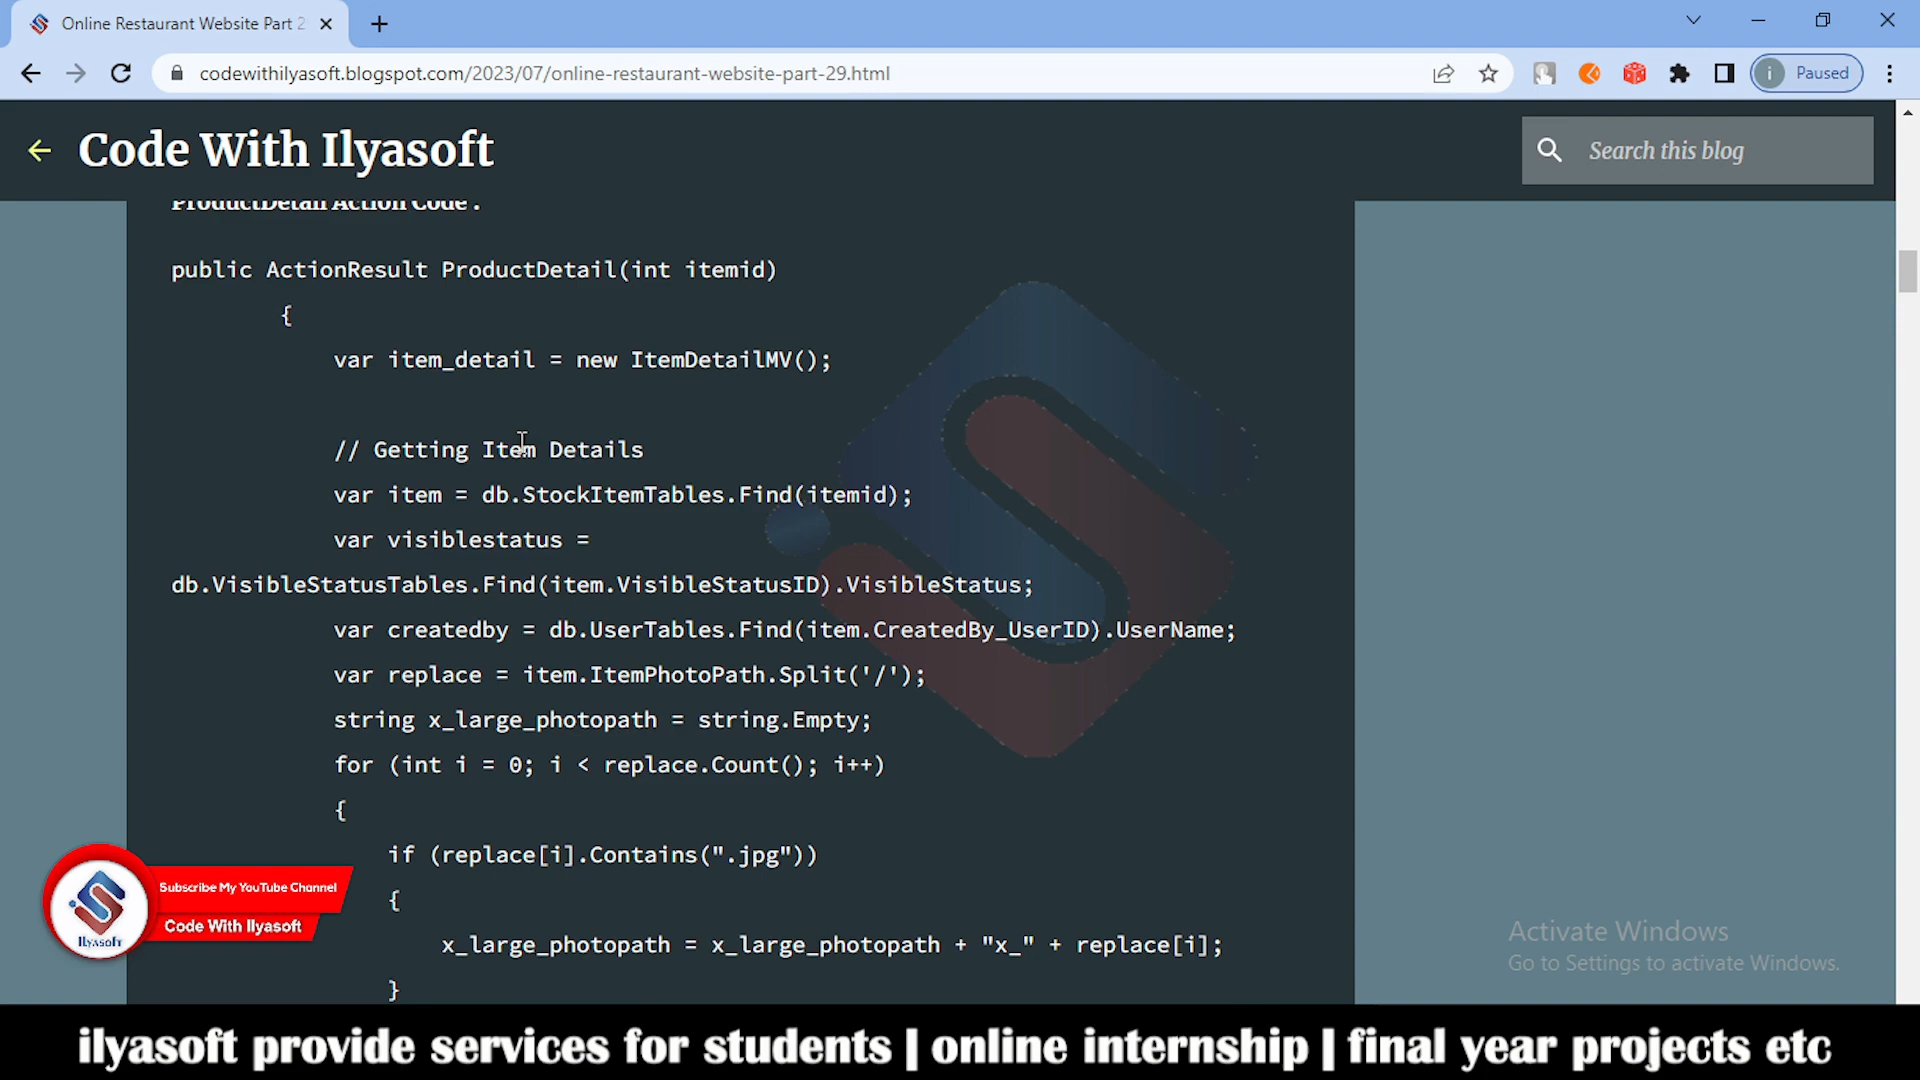 Online Restaurant Website Part 2
codewithilyasoft.blogspot.com/2023/07/online-restaurant-website-part-29.html
i Paused
Code With Ilyasoft
Search this blog
ProductDetail Action Code :
public ActionResult ProductDetail(int itemid)
{
var item_detail = new ItemDetailMV();
// Getting Item Details
var item = db.StockItemTables.Find(itemid);
var visiblestatus =
db.VisibleStatusTables.Find(item.VisibleStatusID).VisibleStatus;
var createdby = db.UserTables.Find(item.CreatedBy_UserID).UserName;
var replace = item.ItemPhotoPath.Split('/');
string x_large_photopath = string.Empty;
for (int i = 0; i < replace.Count(); i++)
{
if (replace[i].Contains(".jpg"))
{
x_large_photopath = x_large_photopath + "x_" + replace[i];
}
Subscribe My YouTube Channel
Code With Ilyasoft
Ilyasoft
Activate Windows
Go to Settings to activate Windows.
ilyasoft provide services for students | online internship | final year projects etc